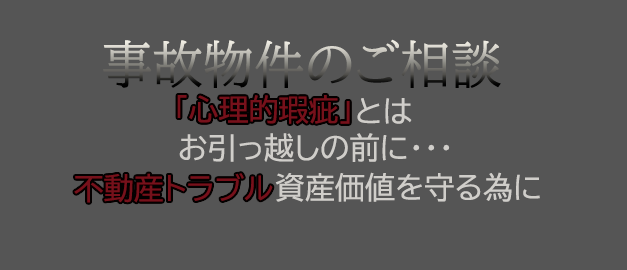 事故物件のご相談
「心理的瑕疵」とは
お引っ越しの前に・・・
不動産トラブル資産価値を守る為に